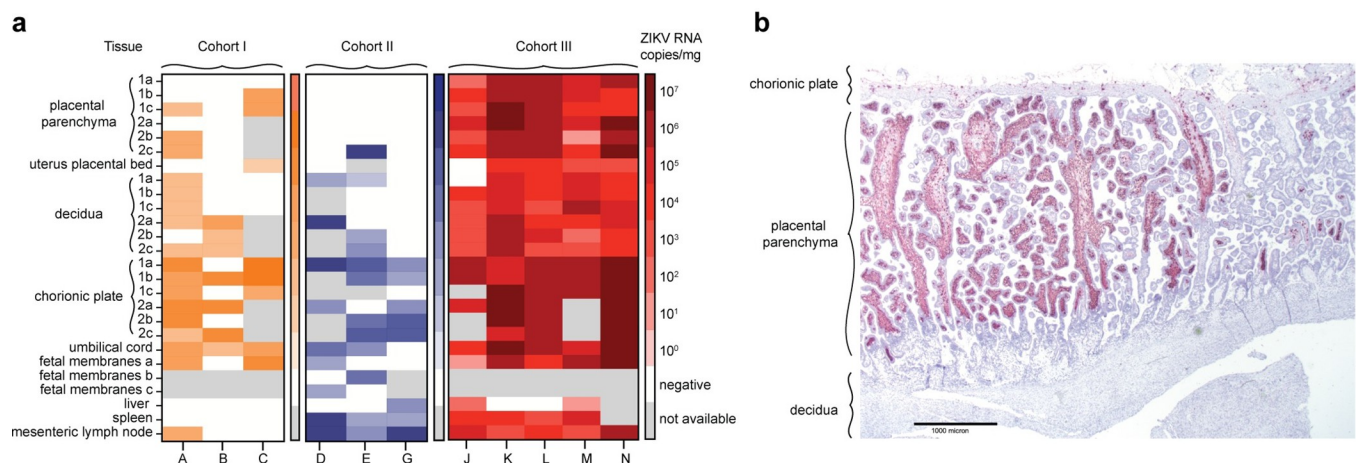 a
Tissue
Cohort I
Cohort II
Cohort III
ZIKV RNA
copies/mg
placental
parenchyma
1a
1b
1c
2a
2b
2c
uterus placental bed
decidua
1a
1b
1c
2a
2b
2c
chorionic plate
1a
1b
1c
2a
2b
2c
umbilical cord
fetal membranes a
fetal membranes b
fetal membranes c
liver
spleen
mesenteric lymph node
A B C
D E G
J K L M N
10⁷
10⁶
10⁵
10⁴
10³
10²
10¹
10⁰
negative
not available
b
chorionic plate
placental
parenchyma
decidua
1000 micron